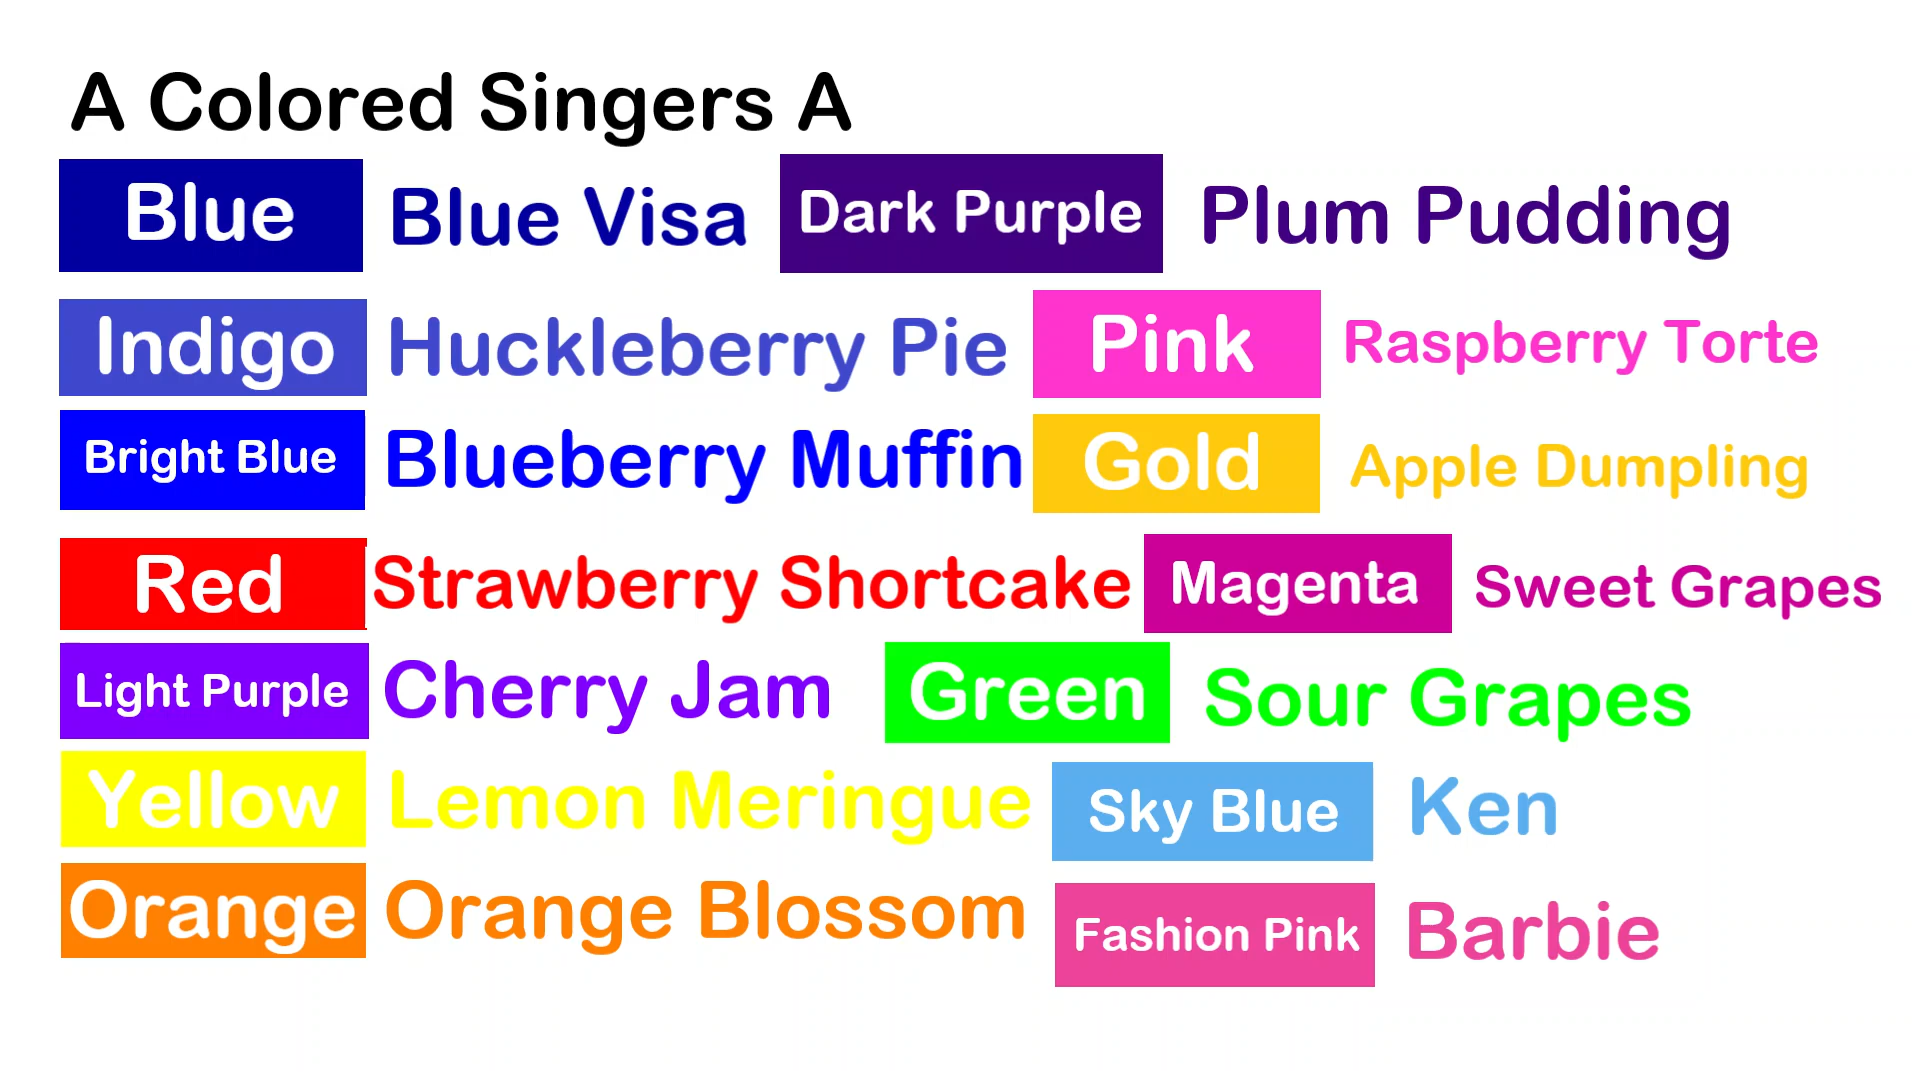 A Colored Singers A
Blue Blue Visa Dark Purple Plum Pudding
Indigo Huckleberry Pie Pink Raspberry Torte
Bright Blue Blueberry Muffin Gold Apple Dumpling
Red Strawberry Shortcake Magenta Sweet Grapes
Light Purple Cherry Jam Green Sour Grapes
Yellow Lemon Meringue Sky Blue Ken
Orange Orange Blossom Fashion Pink Barbie